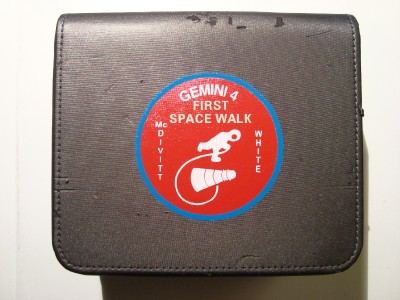 GEMINI 4
FIRST
SPACE WALK
McDIVITT
WHITE